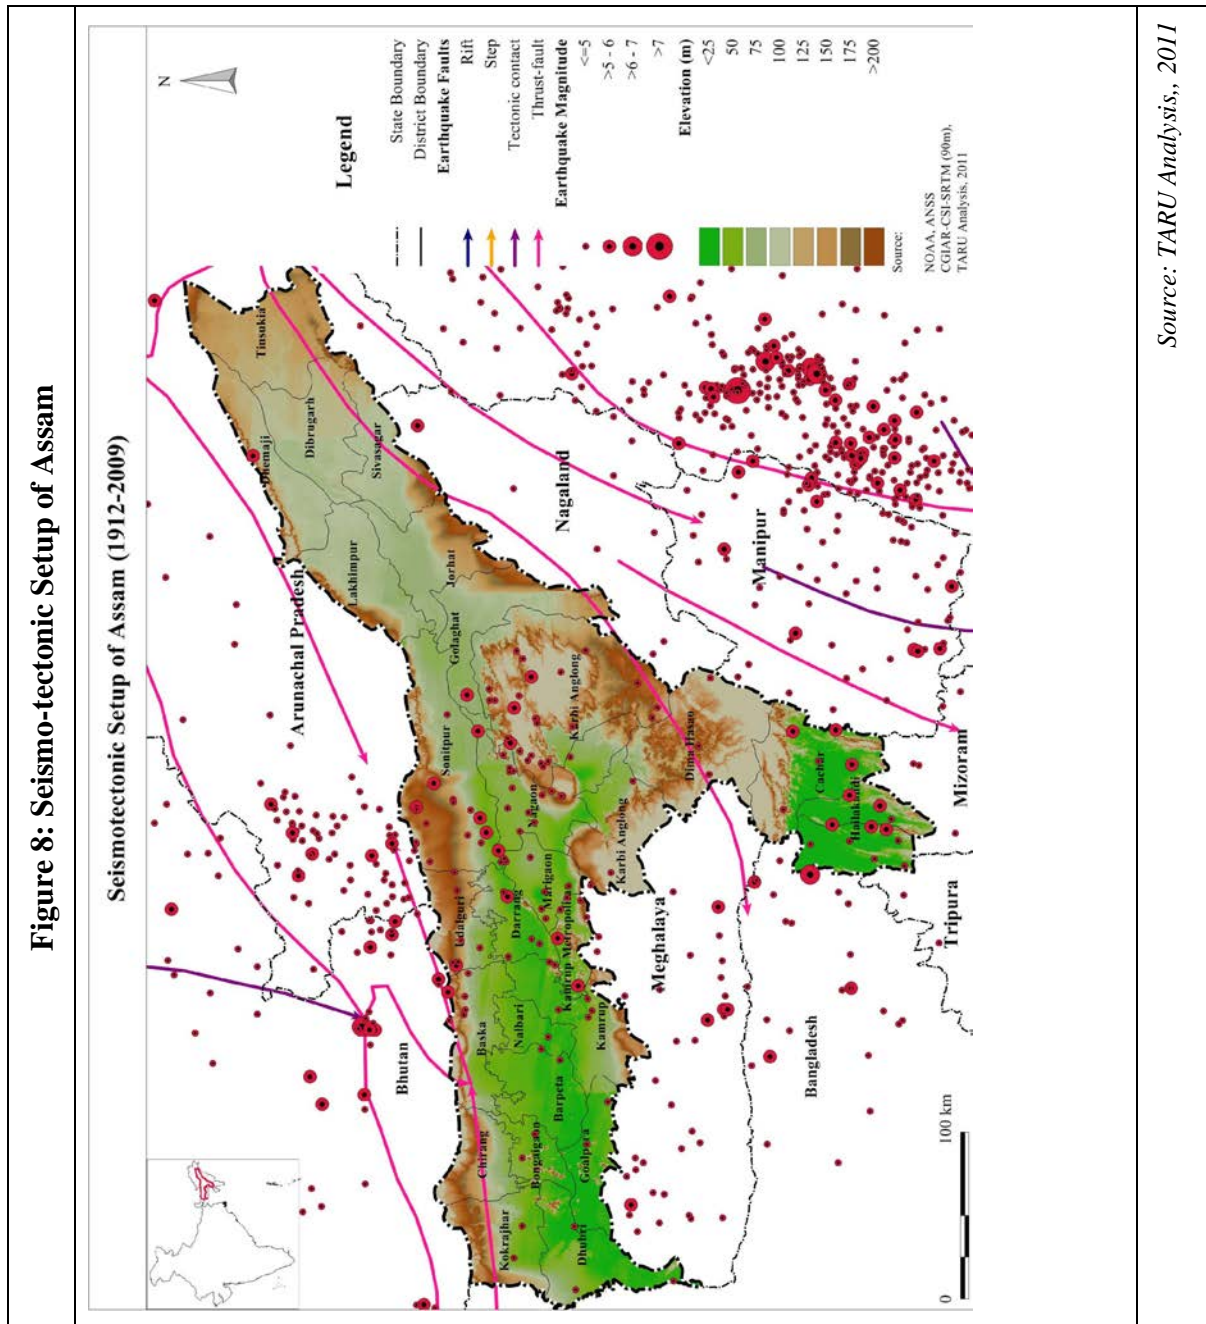 Figure 8: Seismo-tectonic Setup of Assam
Seismotectonic Setup of Assam (1912-2009)
N
Legend
State Boundary
District Boundary
Earthquake Faults
Rift
Step
Tectonic contact
Thrust-fault
Earthquake Magnitude
<=5
>5 - 6
>6 - 7
>7
Elevation (m)
<25
50
75
100
125
150
175
>200
Source:
NOAA, ANSS
CGIAR-CSI-SRTM (90m),
TARU Analysis, 2011
Arunachal Pradesh
Bhutan
Nagaland
Manipur
Mizoram
Tripura
Meghalaya
Bangladesh
Tinsukia
Dibrugarh
Dhemaji
Sivasagar
Lakhimpur
Jorhat
Golaghat
Sonitpur
Karbi Anglong
Dima Hasao
Nagaon
Karbi Anglong
Cachar
Hailakandi
Udalguri
Darrang
Marigaon
Kamrup Metropolitan
Baska
Nalbari
Kamrup
Barpeta
Chirang
Bongaigaon
Goalpara
Kokrajhar
Dhubri
0
100 km
Source: TARU Analysis,, 2011